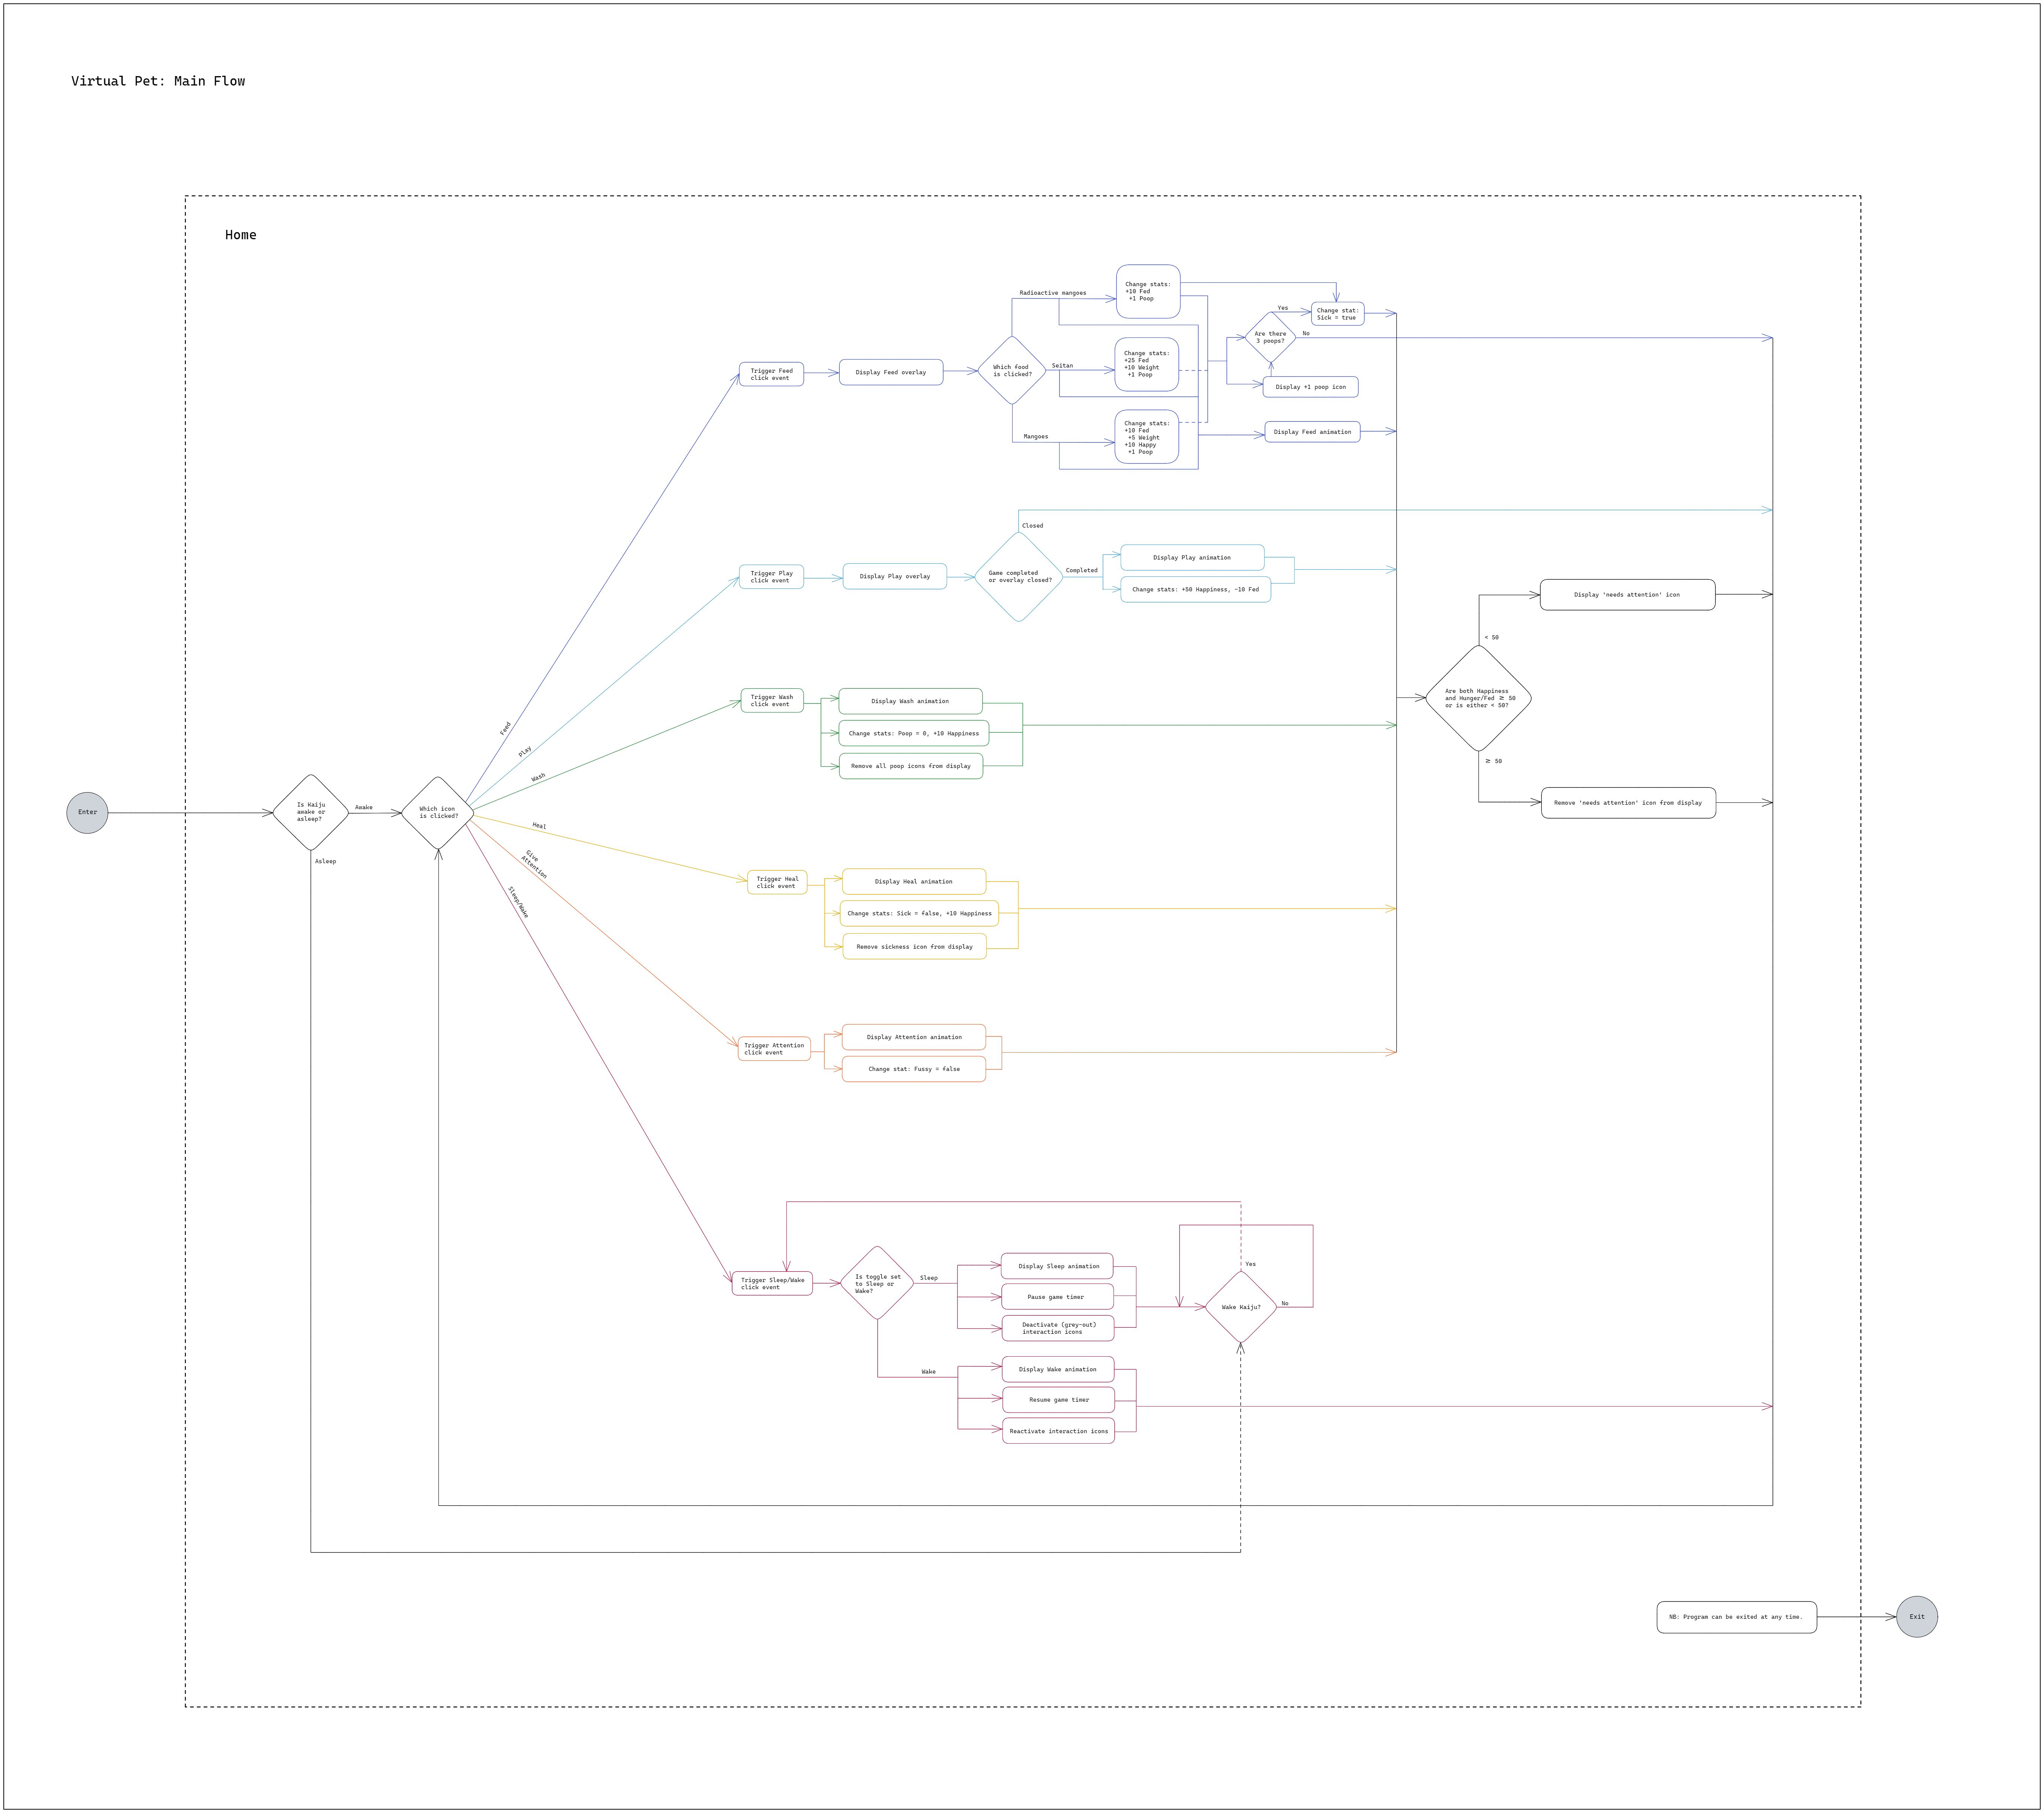 Virtual Pet: Main Flow
Home
Enter
Is Kaiju
awake or
asleep?
Awake
Asleep
Which icon
is clicked?
Feed
Play
Wash
Heal
Give
Attention
Sleep/Wake
Trigger Feed
click event
Display Feed overlay
Which food
is clicked?
Radioactive mangoes
Seitan
Mangoes
Change stats:
+10 Fed
+1 Poop
Change stats:
+25 Fed
+10 Weight
+1 Poop
Change stats:
+10 Fed
+5 Weight
+10 Happy
+1 Poop
Are there
3 poops?
Yes
No
Change stat:
Sick = true
Display +1 poop icon
Display Feed animation
Trigger Play
click event
Display Play overlay
Game completed
or overlay closed?
Closed
Completed
Display Play animation
Change stats: +50 Happiness, -10 Fed
Trigger Wash
click event
Display Wash animation
Change stats: Poop = 0, +10 Happiness
Remove all poop icons from display
Trigger Heal
click event
Display Heal animation
Change stats: Sick = false, +10 Happiness
Remove sickness icon from display
Trigger Attention
click event
Display Attention animation
Change stat: Fussy = false
Are both Happiness
and Hunger/Fed ≥ 50
or is either < 50?
< 50
≥ 50
Display 'needs attention' icon
Remove 'needs attention' icon from display
Trigger Sleep/Wake
click event
Is toggle set
to Sleep or
Wake?
Sleep
Wake
Display Sleep animation
Pause game timer
Deactivate (grey-out)
interaction icons
Wake Kaiju?
Yes
No
Display Wake animation
Resume game timer
Reactivate interaction icons
NB: Program can be exited at any time.
Exit